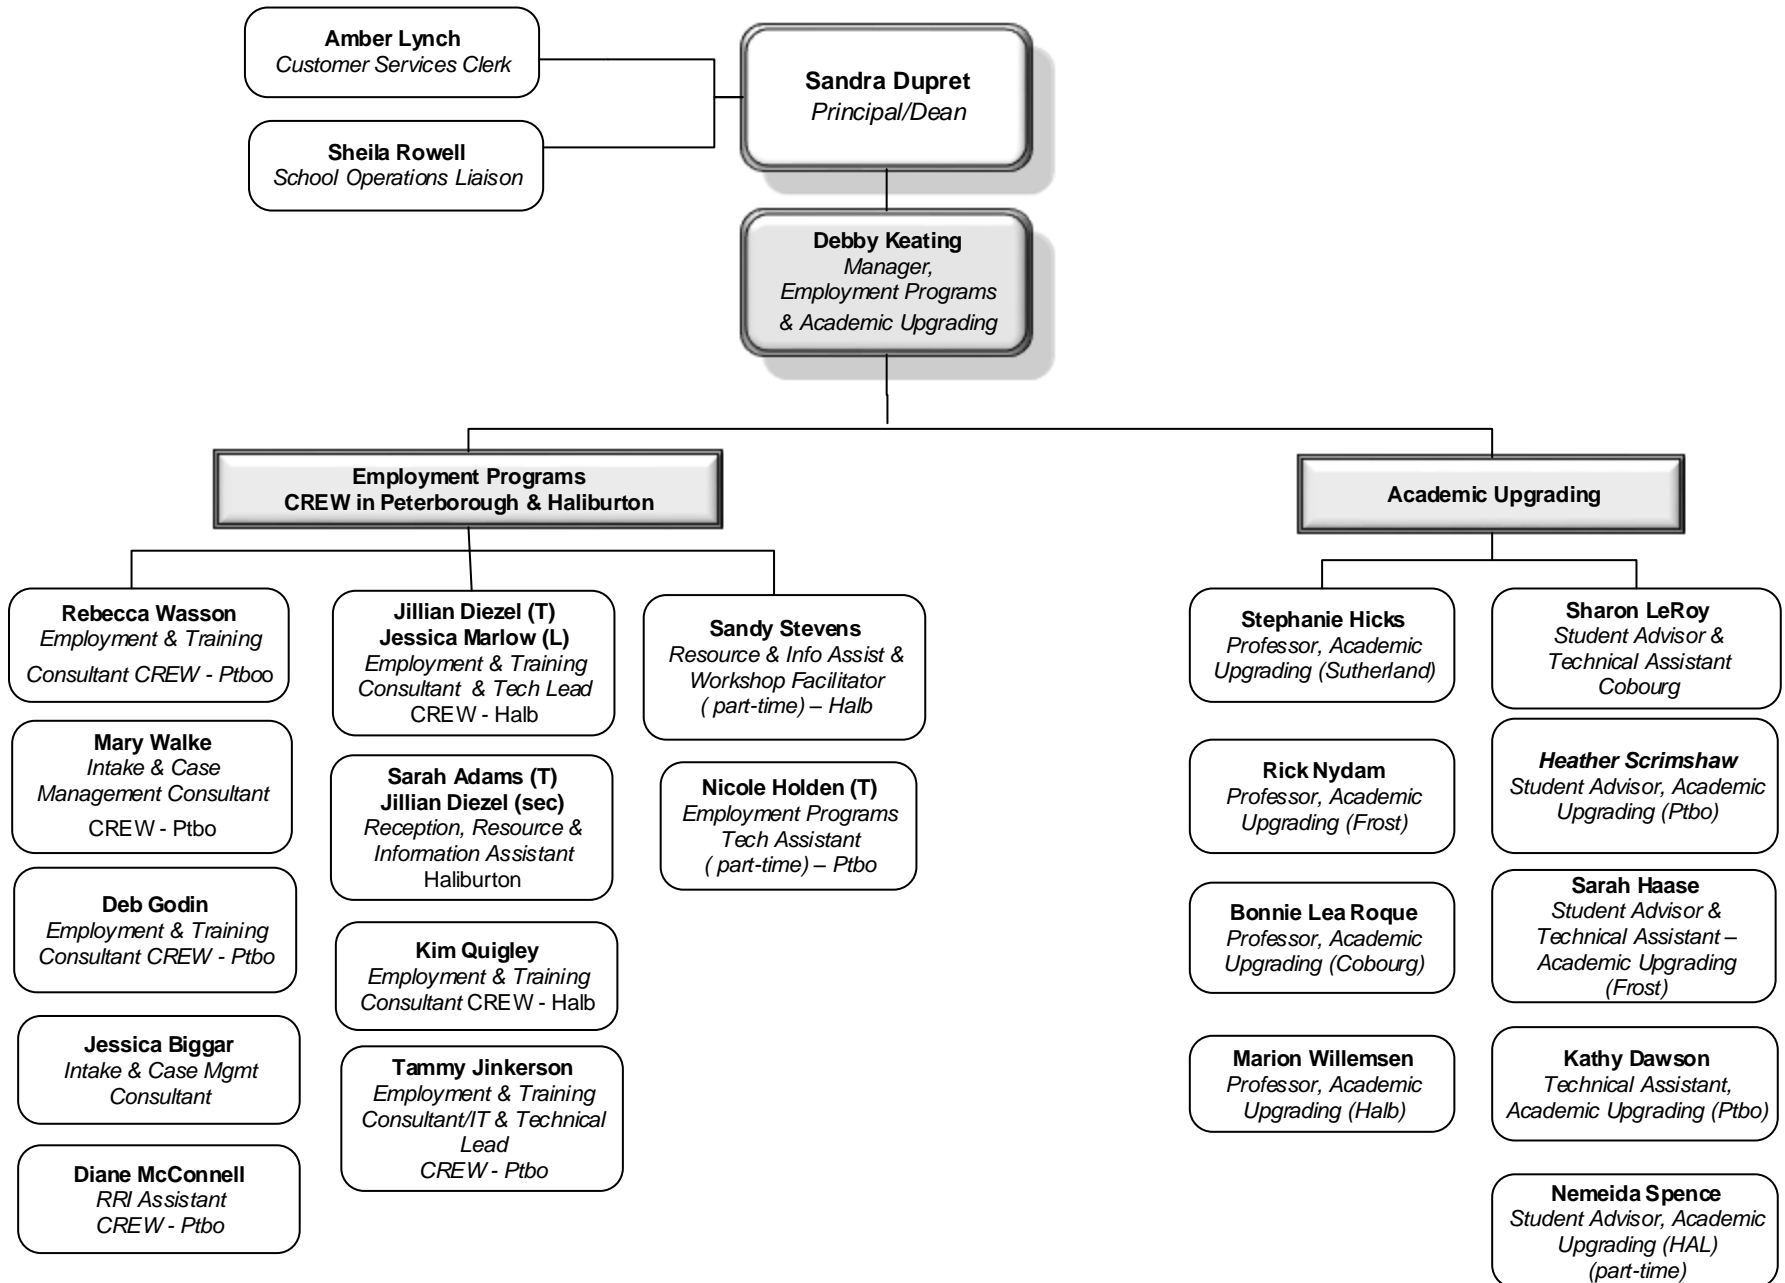 Amber Lynch
Customer Services Clerk
Sheila Rowell
School Operations Liaison
Sandra Dupret
Principal/Dean
Debby Keating
Manager,
Employment Programs
& Academic Upgrading
Employment Programs
CREW in Peterborough & Haliburton
Academic Upgrading
Rebecca Wasson
Employment & Training
Consultant CREW - Ptboo
Mary Walke
Intake & Case
Management Consultant
CREW - Ptbo
Deb Godin
Employment & Training
Consultant CREW - Ptbo
Jessica Biggar
Intake & Case Mgmt
Consultant
Diane McConnell
RRI Assistant
CREW - Ptbo
Jillian Diezel (T)
Jessica Marlow (L)
Employment & Training
Consultant & Tech Lead
CREW - Halb
Sarah Adams (T)
Jillian Diezel (sec)
Reception, Resource &
Information Assistant
Haliburton
Kim Quigley
Employment & Training
Consultant CREW - Halb
Tammy Jinkerson
Employment & Training
Consultant/IT & Technical
Lead
CREW - Ptbo
Sandy Stevens
Resource & Info Assist &
Workshop Facilitator
( part-time) – Halb
Nicole Holden (T)
Employment Programs
Tech Assistant
( part-time) – Ptbo
Stephanie Hicks
Professor, Academic
Upgrading (Sutherland)
Rick Nydam
Professor, Academic
Upgrading (Frost)
Bonnie Lea Roque
Professor, Academic
Upgrading (Cobourg)
Marion Willemsen
Professor, Academic
Upgrading (Halb)
Sharon LeRoy
Student Advisor &
Technical Assistant
Cobourg
Heather Scrimshaw
Student Advisor, Academic
Upgrading (Ptbo)
Sarah Haase
Student Advisor &
Technical Assistant –
Academic Upgrading
(Frost)
Kathy Dawson
Technical Assistant,
Academic Upgrading (Ptbo)
Nemeida Spence
Student Advisor, Academic
Upgrading (HAL)
(part-time)